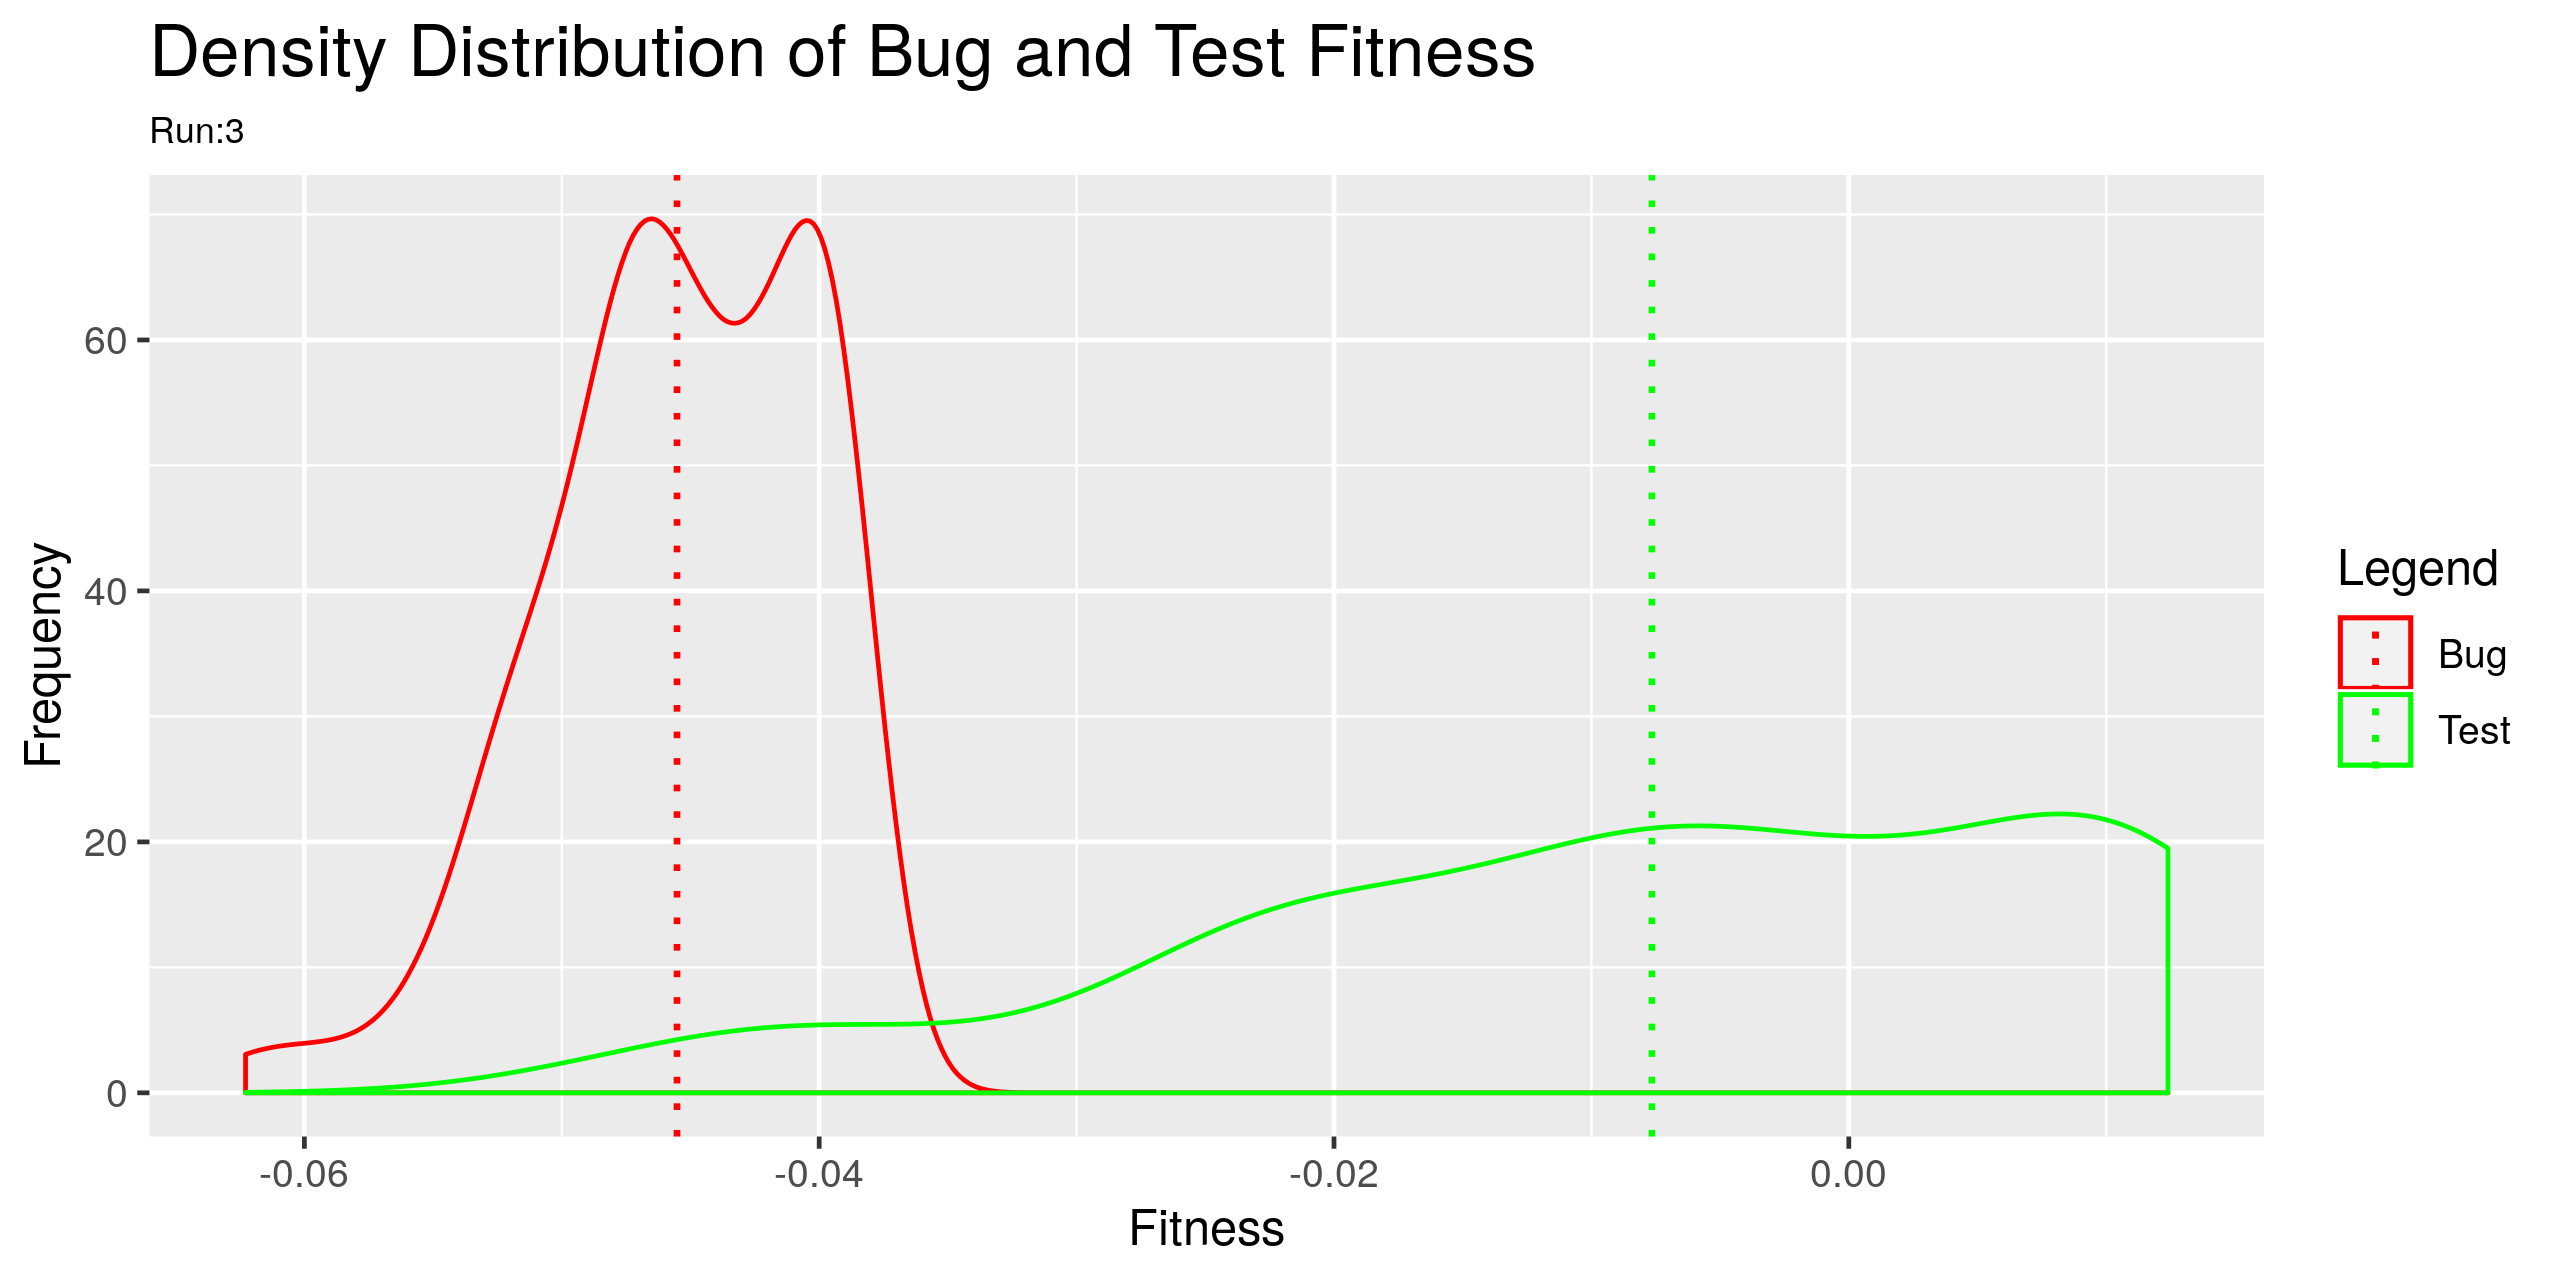 Density Distribution of Bug and Test Fitness
Run:3
Frequency
60
40
20
0
-0.06
-0.04
-0.02
0.00
Fitness
Legend
Bug
Test